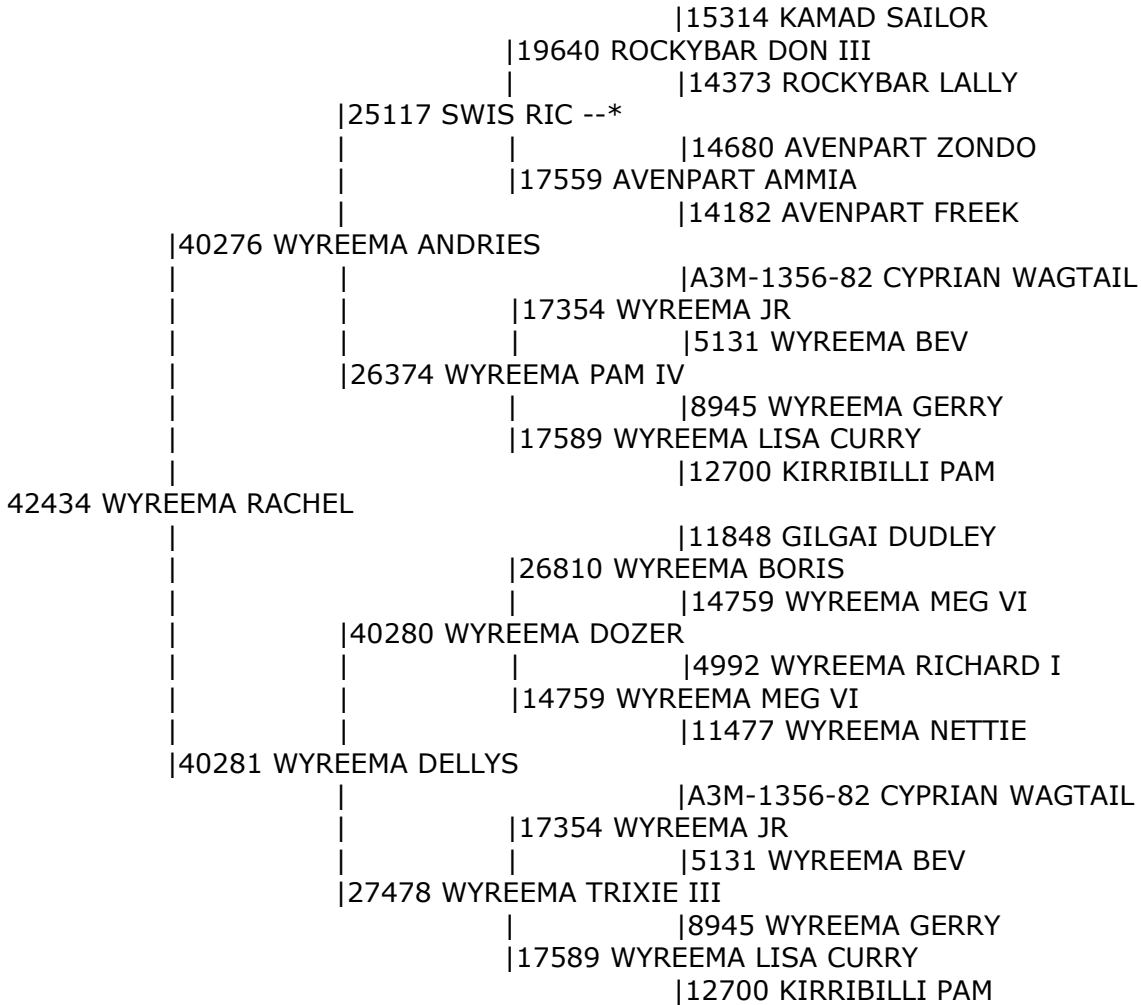 |15314 KAMAD SAILOR
|19640 ROCKYBAR DON III
| |14373 ROCKYBAR LALLY
|25117 SWIS RIC --*
| | |14680 AVENPART ZONDO
| |17559 AVENPART AMMIA
| |14182 AVENPART FREEK
|40276 WYREEMA ANDRIES
| | |A3M-1356-82 CYPRIAN WAGTAIL
| | |17354 WYREEMA JR
| | | |5131 WYREEMA BEV
| |26374 WYREEMA PAM IV
| | |8945 WYREEMA GERRY
| |17589 WYREEMA LISA CURRY
| |12700 KIRRIBILLI PAM
42434 WYREEMA RACHEL
| |11848 GILGAI DUDLEY
| |26810 WYREEMA BORIS
| | |14759 WYREEMA MEG VI
| |40280 WYREEMA DOZER
| | | |4992 WYREEMA RICHARD I
| | |14759 WYREEMA MEG VI
| | |11477 WYREEMA NETTIE
|40281 WYREEMA DELLYS
| |A3M-1356-82 CYPRIAN WAGTAIL
| |17354 WYREEMA JR
| | |5131 WYREEMA BEV
|27478 WYREEMA TRIXIE III
| |8945 WYREEMA GERRY
|17589 WYREEMA LISA CURRY
|12700 KIRRIBILLI PAM